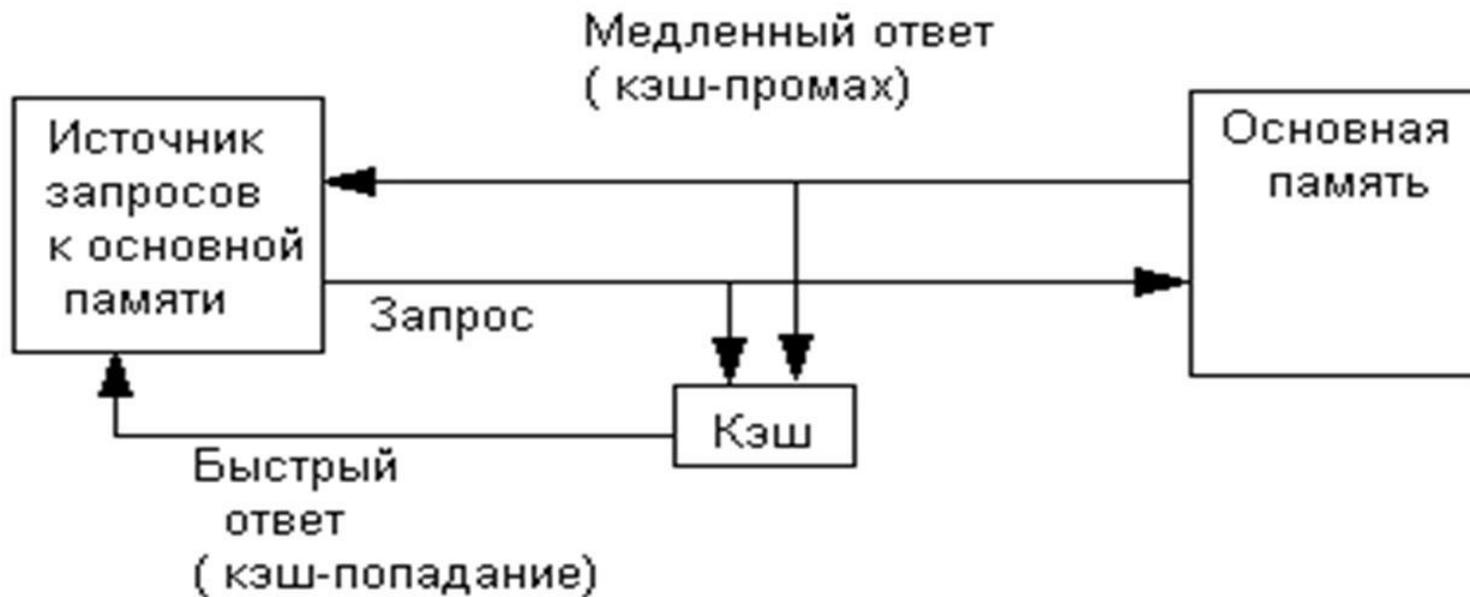 Медленный ответ
( кэш-промах)
Источник
запросов
к основной
памяти
Основная
память
Запрос
Кэш
Быстрый
ответ
( кэш-попадание)